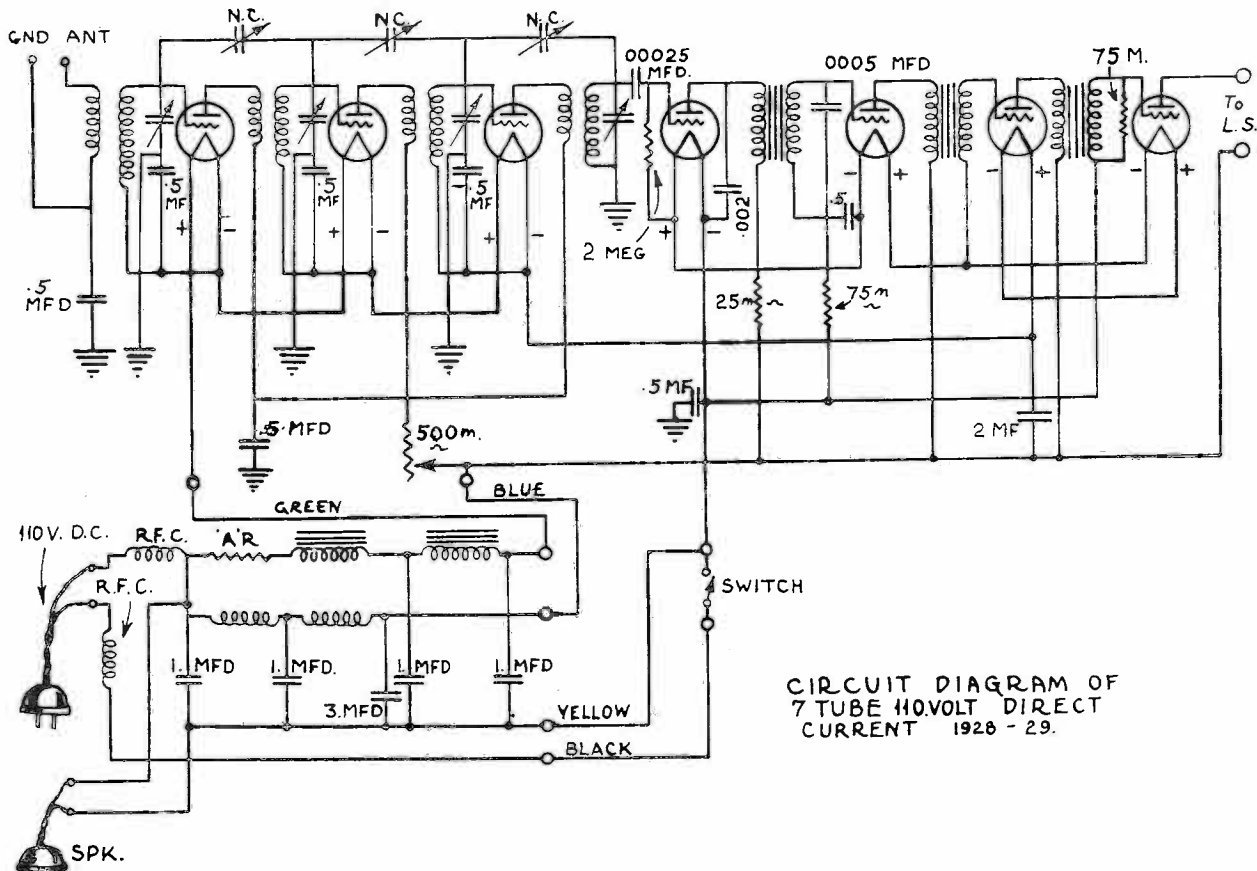 N.C.
N.C.
N.C.
GND ANT
00025
MFD.
0005 MFD
75 M.
To
L.S.
.5
MF
.5
MF
.5
MF
+
-
+
-
+
-
+
-
-
+
-
+
-
+
.002
.5
2 MEG
.5
MFD
25m
75m
.5 MF
2 MF
.5 MFD
500m.
BLUE
GREEN
110 V. D.C.
R.F.C.
'A'R
R.F.C.
SWITCH
1. MFD
1. MFD.
1. MFD
1. MFD
3. MFD
YELLOW
BLACK
SPK.
CIRCUIT DIAGRAM OF
7 TUBE 110.VOLT DIRECT
CURRENT 1928 - 29.